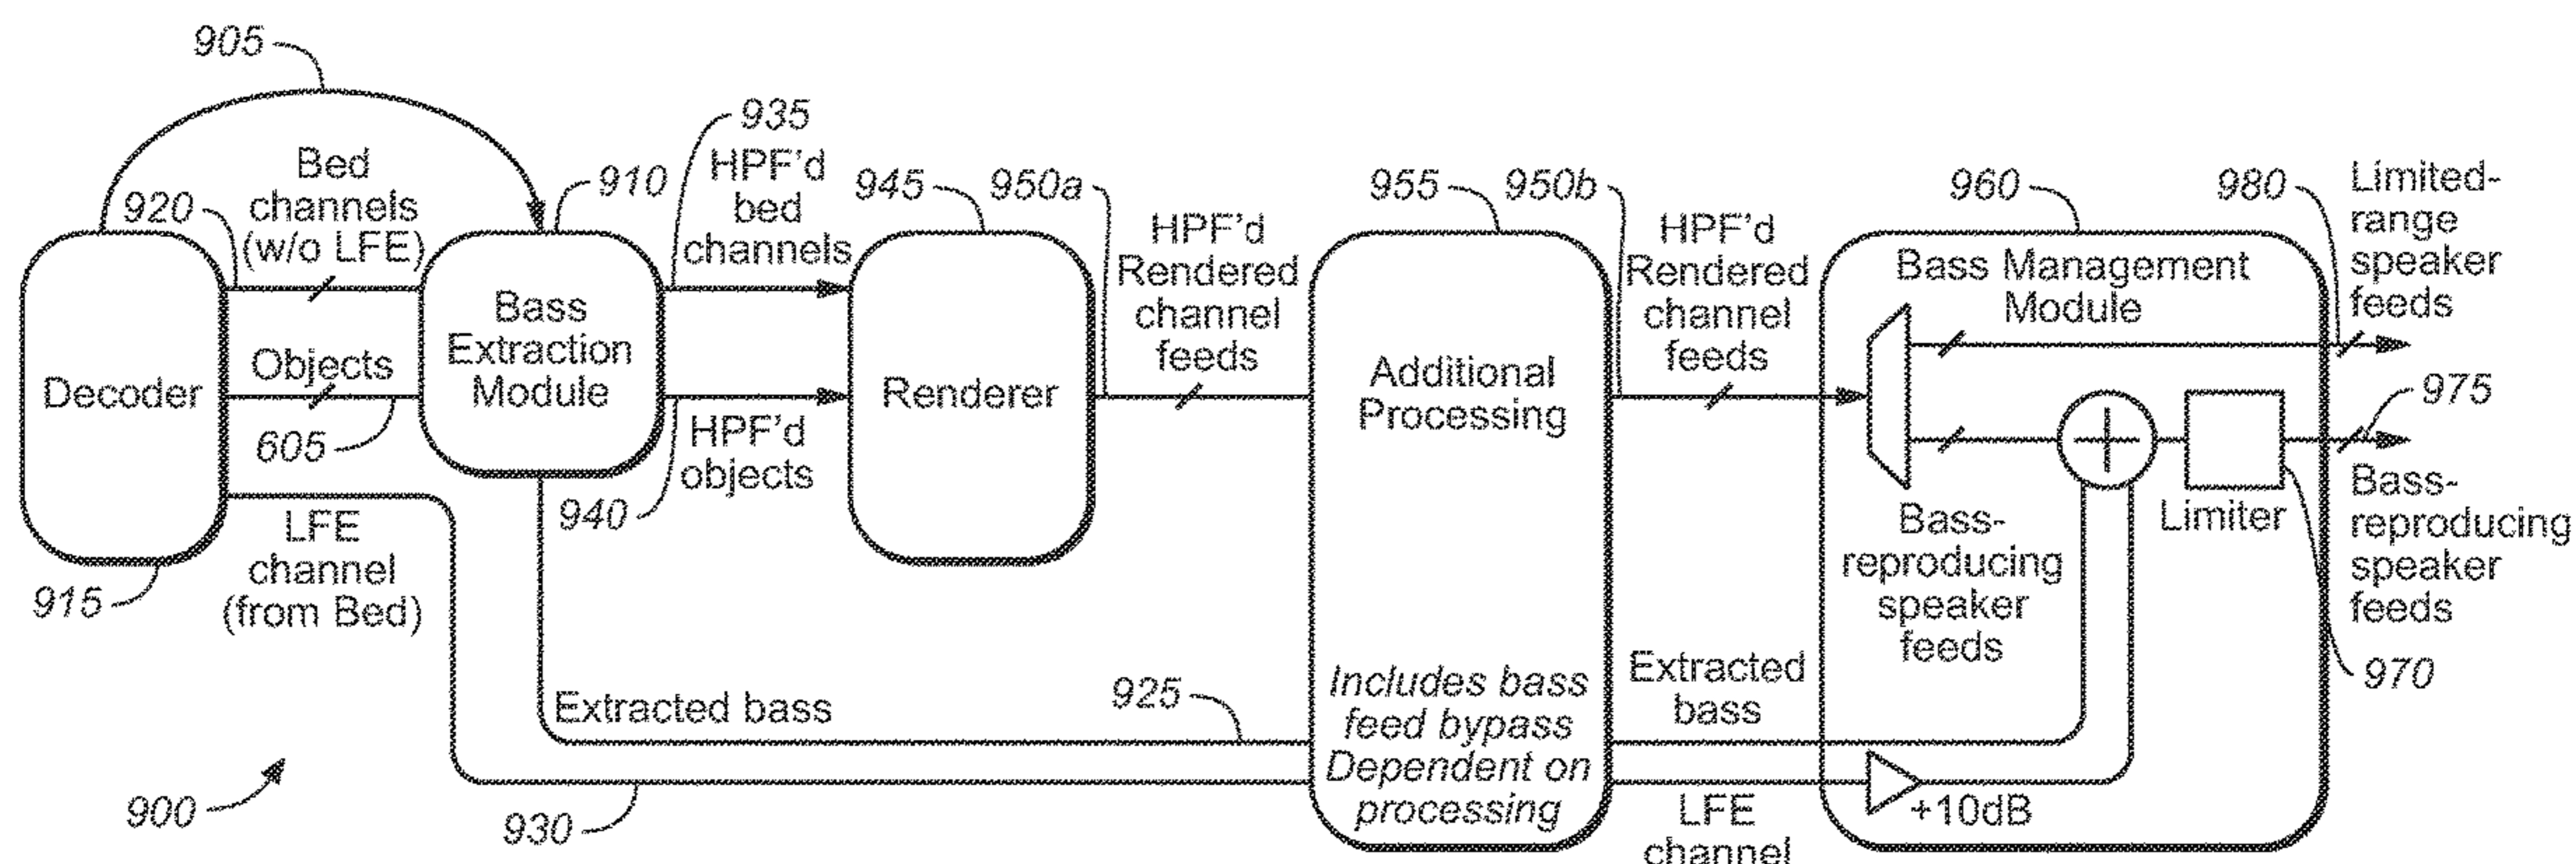 905
920
Bed
channels
(w/o LFE)
910
935
HPF'd
bed
channels
945
950a
HPF'd
Rendered
channel
feeds
955
950b
HPF'd
Rendered
channel
feeds
960
980
Limited-
range
speaker
feeds
Bass Management
Module
Decoder
Objects
605
Bass
Extraction
Module
HPF'd
objects
940
Renderer
Additional
Processing
975
Bass-
reproducing
speaker
feeds
Limiter
Bass-
reproducing
speaker
feeds
970
LFE
channel
(from Bed)
915
Extracted bass
925
Includes bass
feed bypass
Dependent on
processing
Extracted
bass
900
930
LFE
channel
+10dB